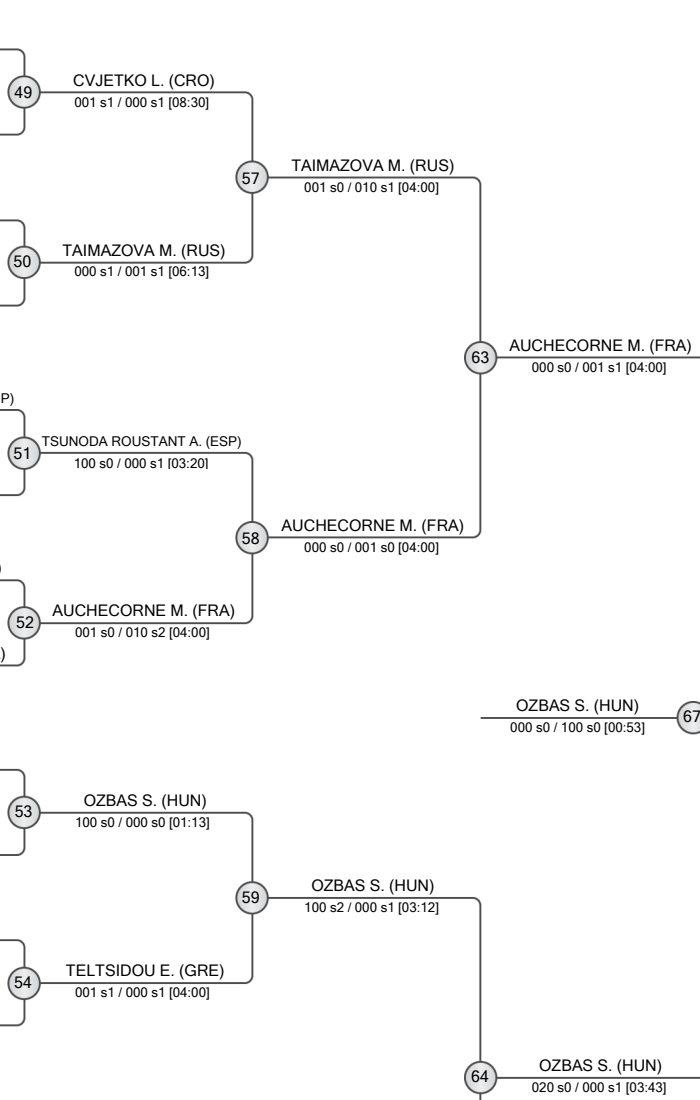 CVJETKO L. (CRO)
49
001 s1 / 000 s1 [08:30]
TAIMAZOVA M. (RUS)
57
001 s0 / 010 s1 [04:00]
TAIMAZOVA M. (RUS)
50
000 s1 / 001 s1 [06:13]
AUCHECORNE M. (FRA)
63
000 s0 / 001 s1 [04:00]
P)
TSUNODA ROUSTANT A. (ESP)
51
100 s0 / 000 s1 [03:20]
AUCHECORNE M. (FRA)
58
000 s0 / 001 s0 [04:00]
)
AUCHECORNE M. (FRA)
52
001 s0 / 010 s2 [04:00]
)
OZBAS S. (HUN)
67
000 s0 / 100 s0 [00:53]
OZBAS S. (HUN)
53
100 s0 / 000 s0 [01:13]
OZBAS S. (HUN)
59
100 s2 / 000 s1 [03:12]
TELTSIDOU E. (GRE)
54
001 s1 / 000 s1 [04:00]
OZBAS S. (HUN)
64
020 s0 / 000 s1 [03:43]